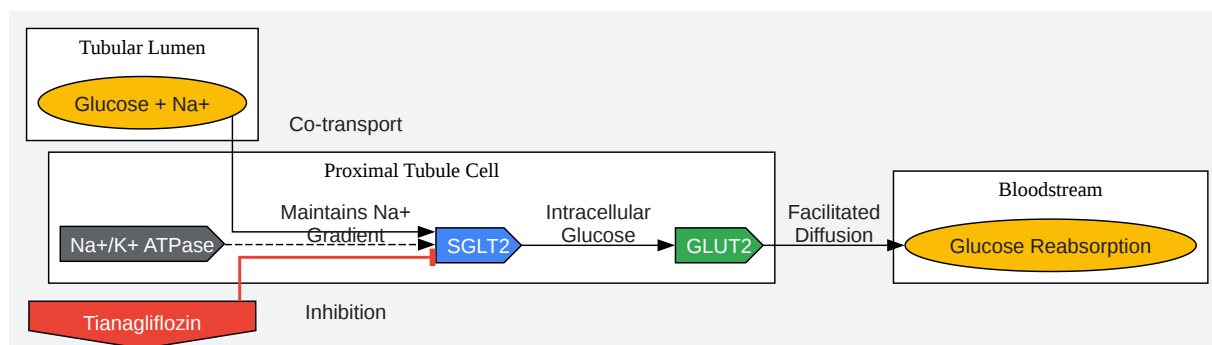 Tubular Lumen
Glucose + Na+
Co-transport
Proximal Tubule Cell
Maintains Na+
Gradient
Na+/K+ ATPase
SGLT2
Intracellular
Glucose
GLUT2
Facilitated
Diffusion
Bloodstream
Glucose Reabsorption
Inhibition
Tianagliflozin